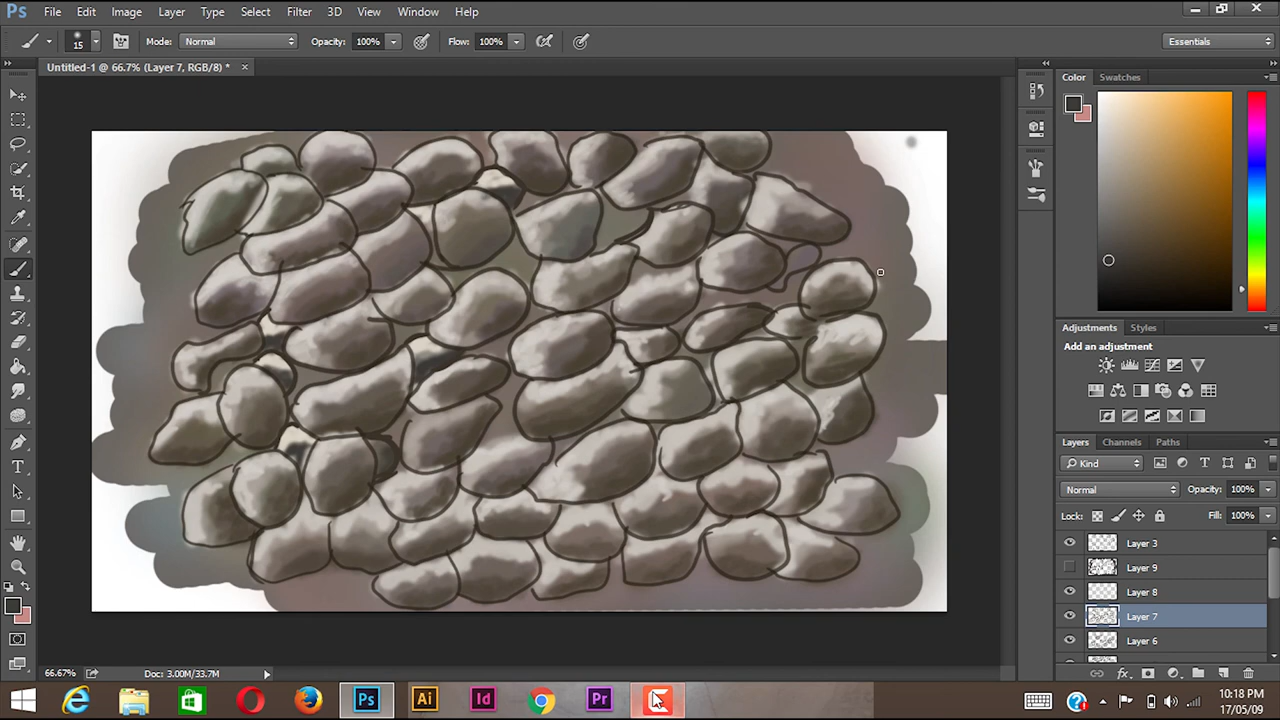 Ps File Edit Image Layer Type Select Filter 3D View Window Help
15 Mode: Normal Opacity: 100% Flow: 100% Essentials
Untitled-1 @ 66.7% (Layer 7, RGB/8) * ×
Color Swatches
Adjustments Styles
Add an adjustment
Layers Channels Paths
Kind
Normal Opacity: 100%
Lock: Fill: 100%
Layer 3
Layer 9
Layer 8
Layer 7
Layer 6
66.67% Doc: 3.00M/33.7M
Ps Ai Id Pr
10:18 PM
17/05/09